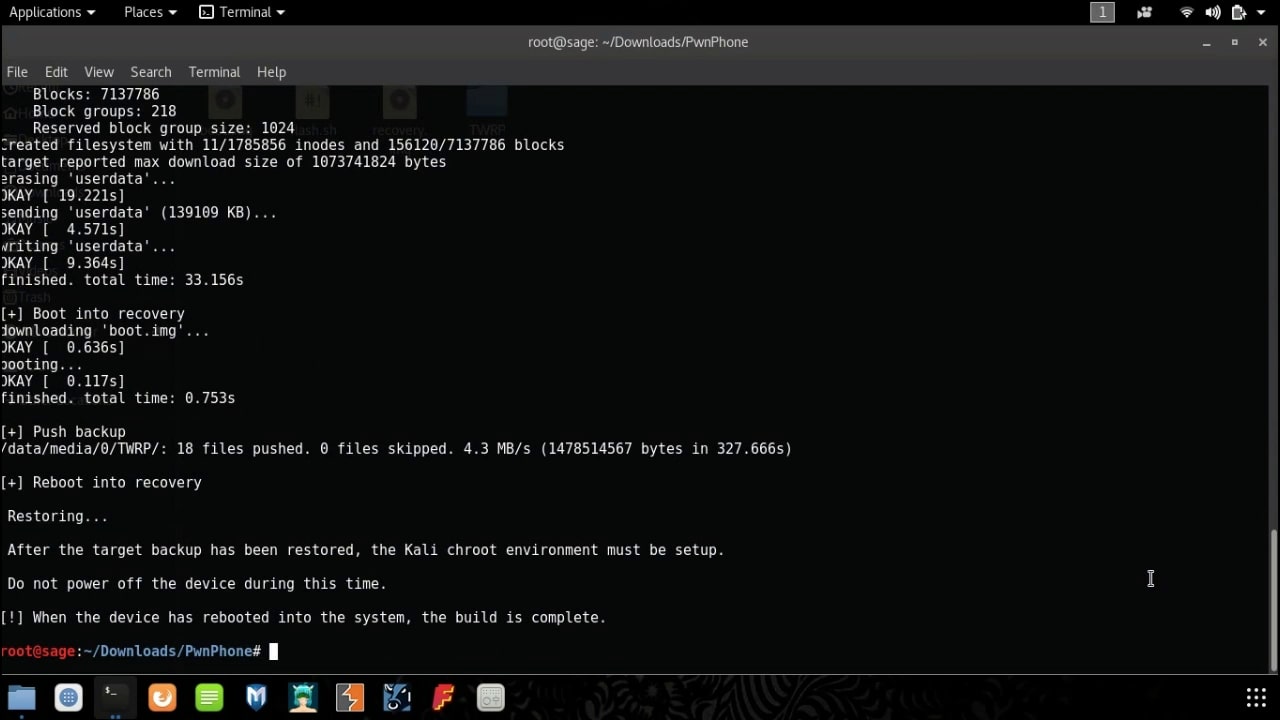 Applications Places Terminal 1
root@sage: ~/Downloads/PwnPhone
File Edit View Search Terminal Help
Blocks: 7137786
Block groups: 218
Reserved block group size: 1024
Created filesystem with 11/1785856 inodes and 156120/7137786 blocks
target reported max download size of 1073741824 bytes
erasing 'userdata'...
OKAY [ 19.221s]
sending 'userdata' (139109 KB)...
OKAY [  4.571s]
writing 'userdata'...
OKAY [  9.364s]
finished. total time: 33.156s
Trash
[+] Boot into recovery
downloading 'boot.img'...
OKAY [  0.636s]
booting...
OKAY [  0.117s]
finished. total time: 0.753s
[+] Push backup
/data/media/0/TWRP/: 18 files pushed. 0 files skipped. 4.3 MB/s (1478514567 bytes in 327.666s)
[+] Reboot into recovery
Restoring...
After the target backup has been restored, the Kali chroot environment must be setup.
Do not power off the device during this time.
[!] When the device has rebooted into the system, the build is complete.
root@sage:~/Downloads/PwnPhone#